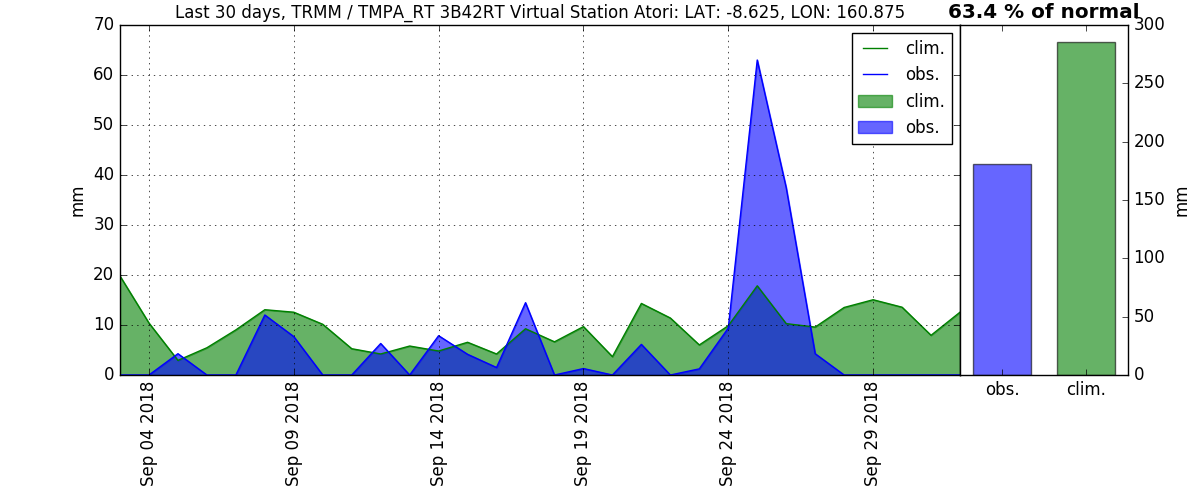 Last 30 days, TRMM / TMPA_RT 3B42RT Virtual Station Atori: LAT: -8.625, LON: 160.875
63.4 % of normal
70
60
50
40
30
20
10
0
mm
clim.
obs.
clim.
obs.
Sep 04 2018
Sep 09 2018
Sep 14 2018
Sep 19 2018
Sep 24 2018
Sep 29 2018
300
250
200
150
100
50
0
mm
obs.
clim.